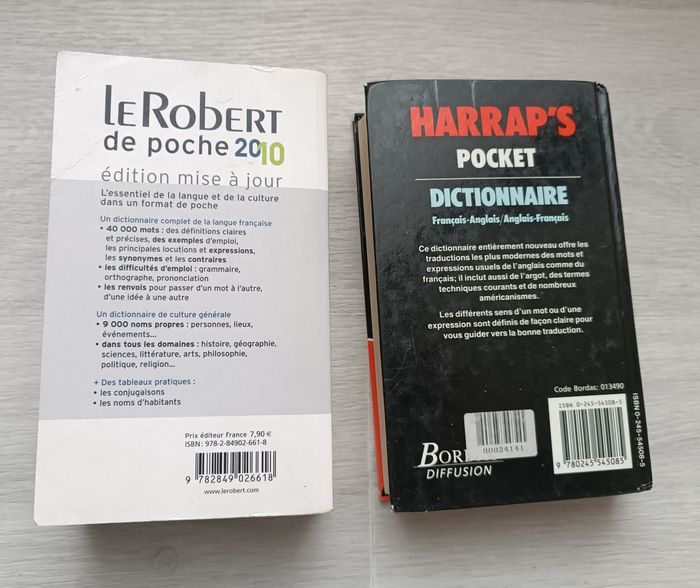 LE ROBERT
de poche 2010
édition mise à jour
L'essentiel de la langue et de la culture
dans un format de poche
Un dictionnaire complet de la langue française
• 40 000 mots : des définitions claires
et précises, des exemples d'emploi,
les principales locutions et expressions,
les synonymes et les contraires
• les difficultés d'emploi : grammaire,
orthographe, prononciation
• les renvois pour passer d'un mot à l'autre,
d'une idée à une autre
Un dictionnaire de culture générale
• 9 000 noms propres : personnes, lieux,
événements...
• dans tous les domaines : histoire, géographie,
sciences, littérature, arts, philosophie,
politique, religion...
+ Des tableaux pratiques :
• les conjugaisons
• les noms d'habitants
Prix éditeur France 7,90 €
ISBN : 978-2-84902-661-8
9 782849 026618
www.lerobert.com
HARRAP'S
POCKET
DICTIONNAIRE
Français-Anglais/Anglais-Français
Ce dictionnaire entièrement nouveau offre les
traductions les plus modernes des mots et
expressions usuels de l'anglais comme du
français; il inclut aussi de l'argot, des termes
techniques courants et de nombreux
américanismes.
Les différents sens d'un mot ou d'une
expression sont définis de façon claire pour
vous guider vers la bonne traduction.
Code Bordas: 013490
ISBN 0-245-54508-5
9 780245 545085
ISBN 0-245-54508-5
00024141
DIFFUSION